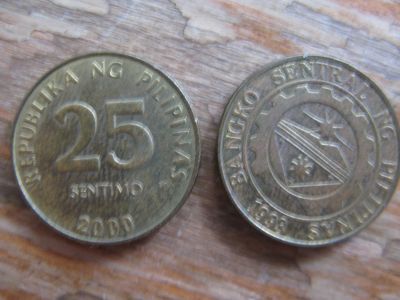 REPUBLIKA NG PILIPINAS
25
SENTIMO
2000
BANGKO SENTRAL NG PILIPINAS
1993